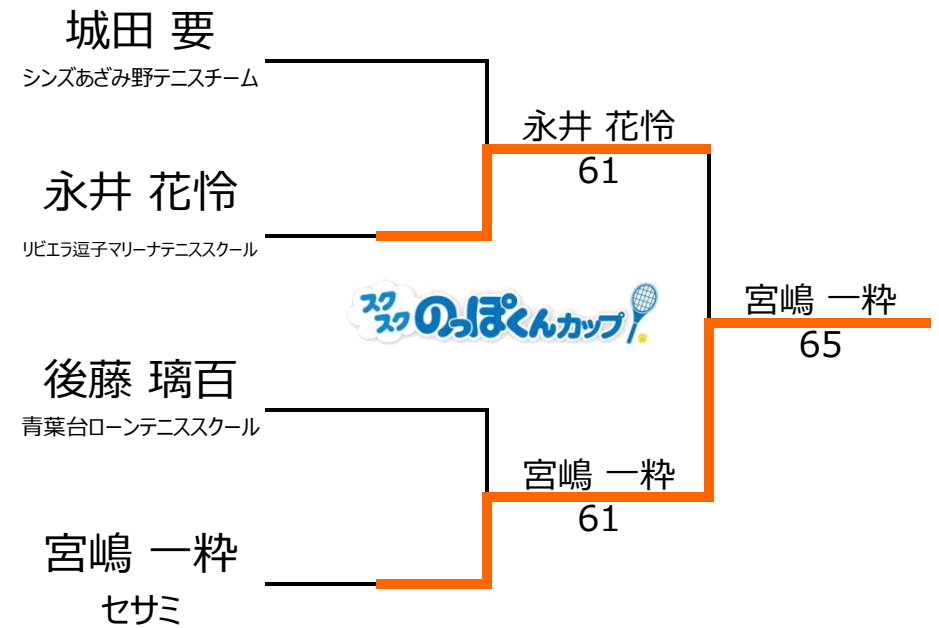 城田 要
シンズあざみ野テニスチーム
永井 花怜
61
永井 花怜
リビエラ逗子マリーナテニススクール
スクスクのっぽくんカップ
宮嶋 一粋
65
後藤 璃百
青葉台ローンテニススクール
宮嶋 一粋
61
宮嶋 一粋
セサミ